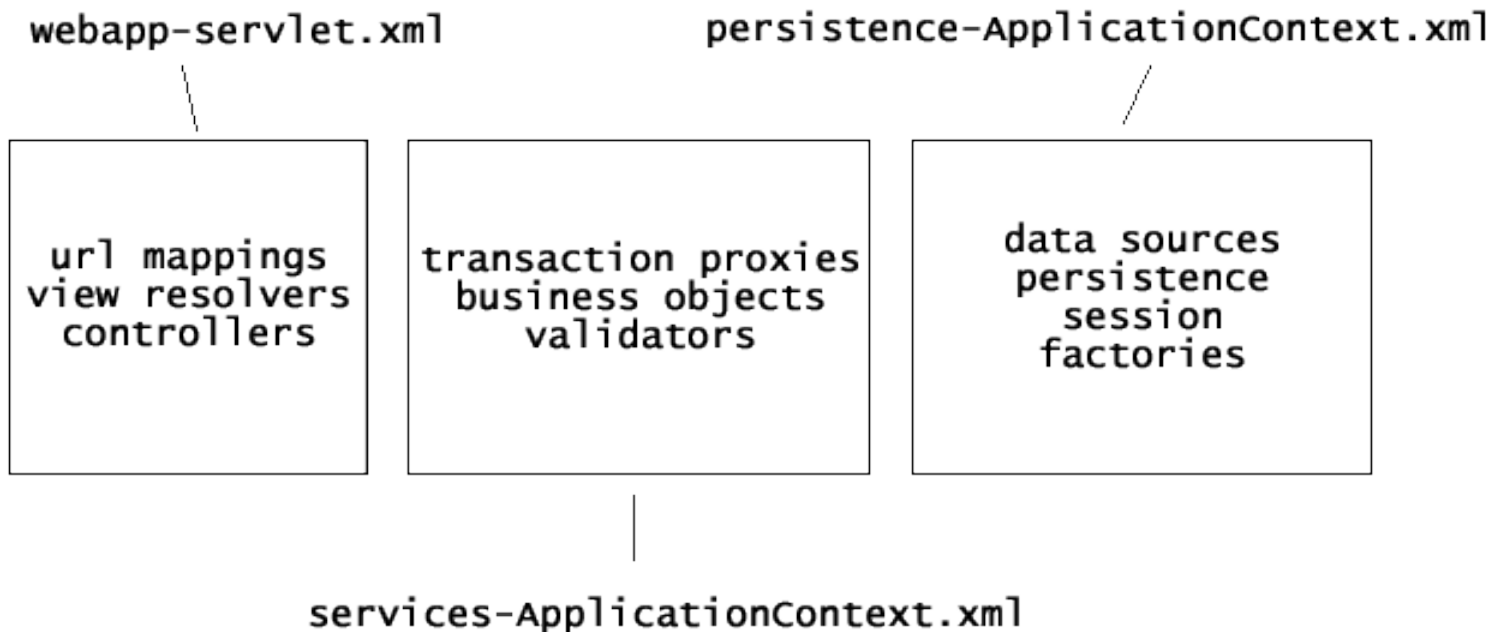 webapp-servlet.xml
persistence-ApplicationContext.xml
url mappings
view resolvers
controllers
transaction proxies
business objects
validators
data sources
persistence
session
factories
services-ApplicationContext.xml